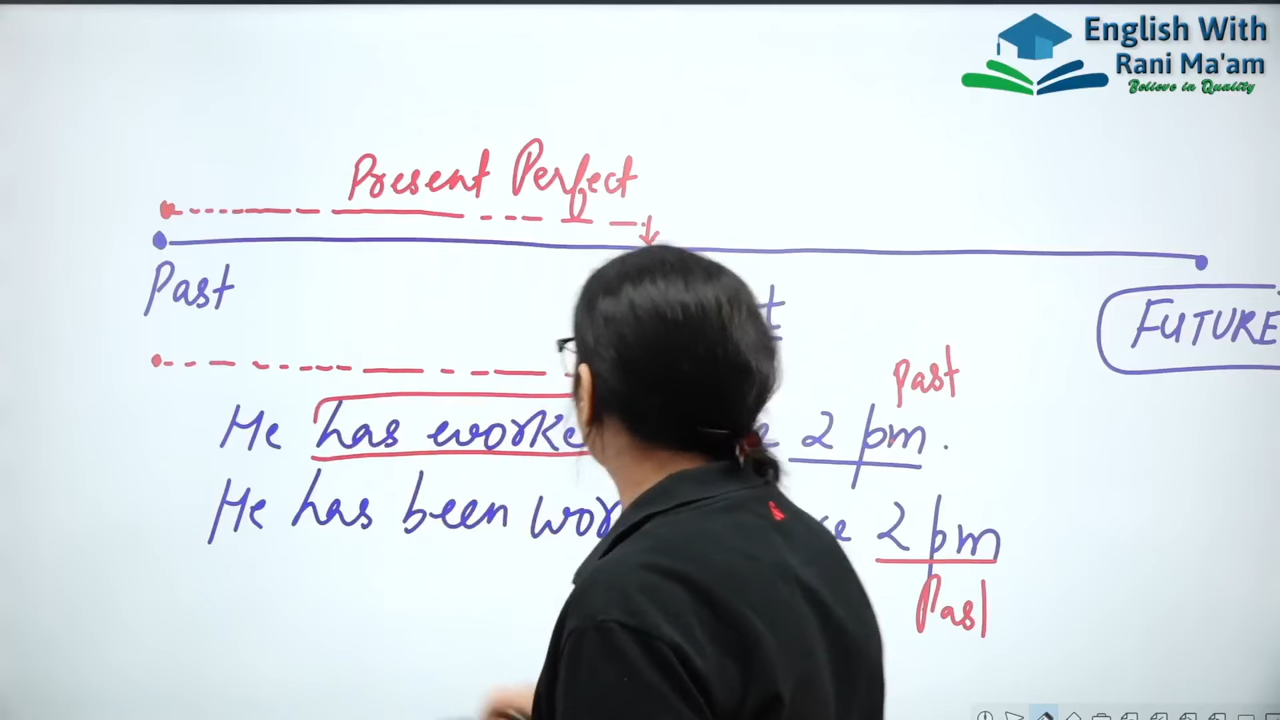 English With
Rani Ma'am
Believe in Quality
Present Perfect
Past
FUTURE
past
He has worke 2 pm.
He has been wor 2 pm
Past